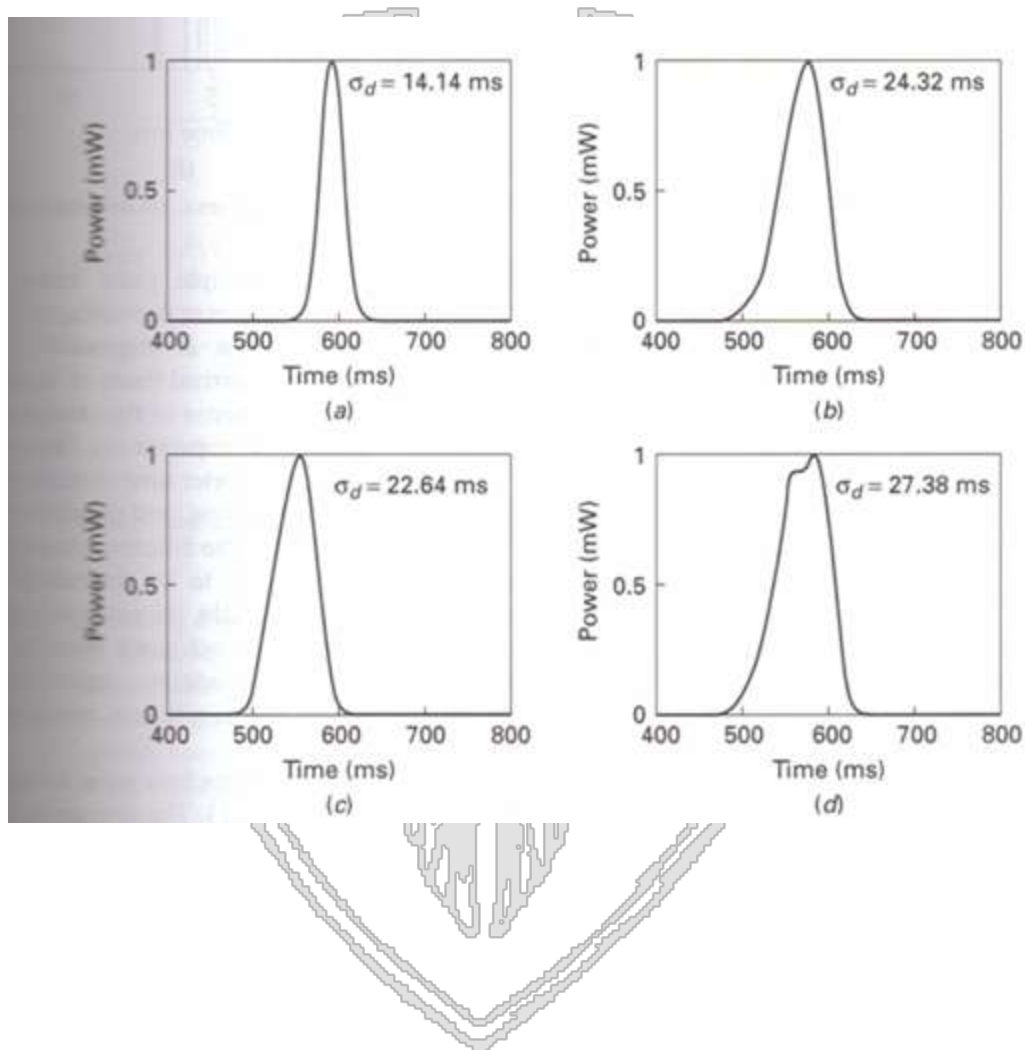 1
σd = 14.14 ms
Power (mW)
0.5
0
400 500 600 700 800
Time (ms)
(a)
1
σd = 24.32 ms
Power (mW)
0.5
0
400 500 600 700 800
Time (ms)
(b)
1
σd = 22.64 ms
Power (mW)
0.5
0
400 500 600 700 800
Time (ms)
(c)
1
σd = 27.38 ms
Power (mW)
0.5
0
400 500 600 700 800
Time (ms)
(d)